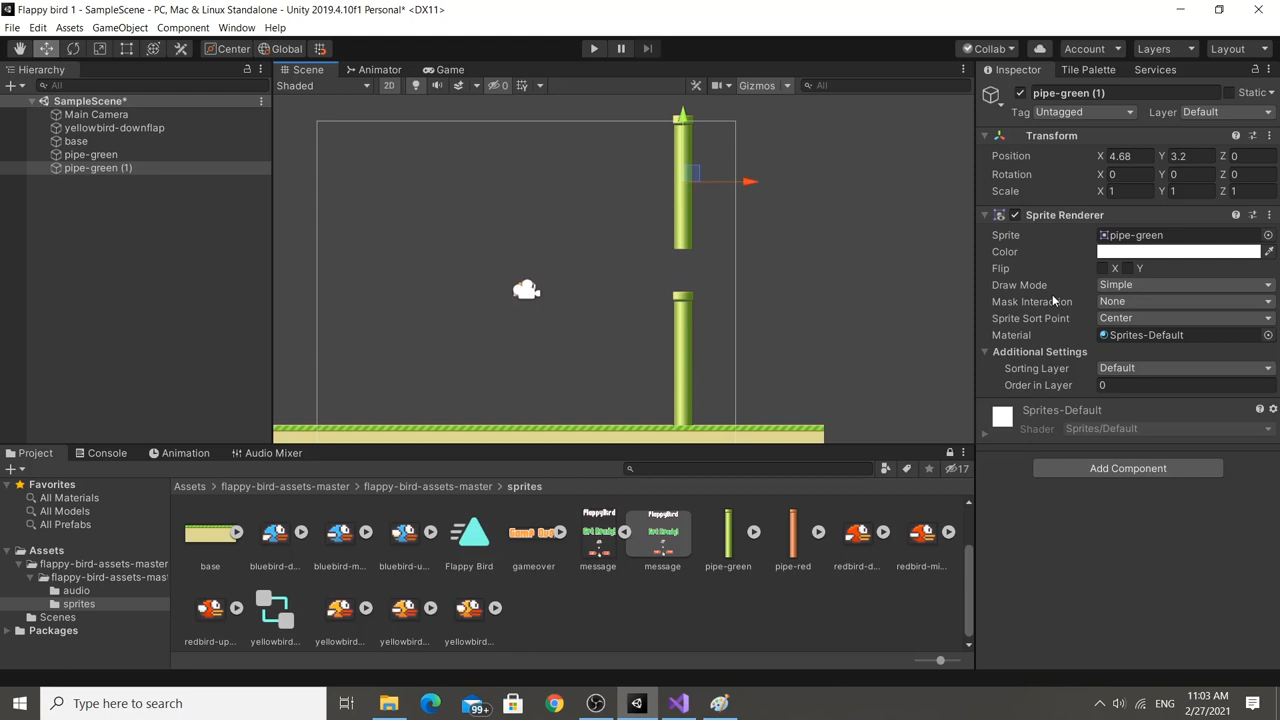 Flappy bird 1 - SampleScene - PC, Mac & Linux Standalone - Unity 2019.4.10f1 Personal* <DX11>
File Edit Assets GameObject Component Window Help
Center Global Collab Account Layers Layout
Hierarchy Scene Animator Game Inspector Tile Palette Services
All Shaded 2D 0 Gizmos All
pipe-green (1) Static
Tag Untagged Layer Default
SampleScene*
Main Camera
yellowbird-downflap
base
pipe-green
pipe-green (1)
Transform
Position X 4.68 Y 3.2 Z 0
Rotation X 0 Y 0 Z 0
Scale X 1 Y 1 Z 1
Sprite Renderer
Sprite pipe-green
Color
Flip X Y
Draw Mode Simple
Mask Interaction None
Sprite Sort Point Center
Material Sprites-Default
Additional Settings
Sorting Layer Default
Order in Layer 0
Sprites-Default
Shader Sprites/Default
Add Component
Project Console Animation Audio Mixer
17
Favorites
All Materials
All Models
All Prefabs
Assets
flappy-bird-assets-master
flappy-bird-assets-mast
audio
sprites
Scenes
Packages
Assets flappy-bird-assets-master flappy-bird-assets-master sprites
base bluebird-d... bluebird-m... bluebird-u... Flappy Bird gameover message message pipe-green pipe-red redbird-do... redbird-mi...
redbird-up... yellowbird... yellowbird... yellowbird...
Type here to search
99+
ENG
11:03 AM
2/27/2021